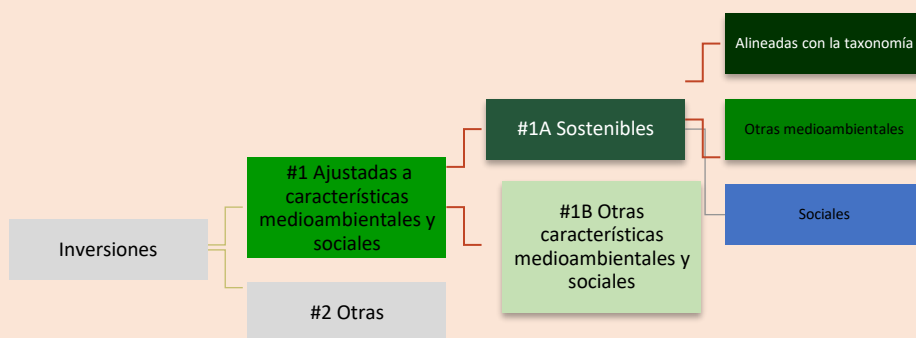 Inversiones
#1 Ajustadas a
características
medioambientales y
sociales
#2 Otras
#1A Sostenibles
#1B Otras
características
medioambientales y
sociales
Alineadas con la taxonomía
Otras medioambientales
Sociales